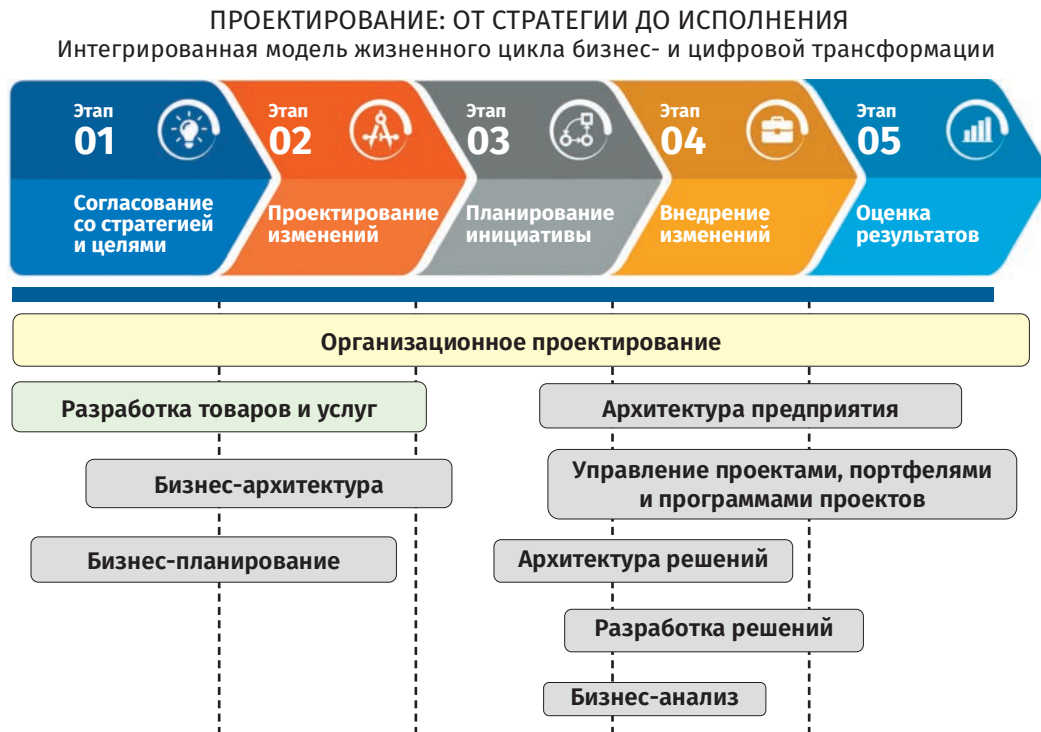 ПРОЕКТИРОВАНИЕ: ОТ СТРАТЕГИИ ДО ИСПОЛНЕНИЯ
Интегрированная модель жизненного цикла бизнес- и цифровой трансформации
Этап
01
Согласование
со стратегией
и целями
Этап
02
Проектирование
изменений
Этап
03
Планирование
инициативы
Этап
04
Внедрение
изменений
Этап
05
Оценка
результатов
Организационное проектирование
Разработка товаров и услуг
Архитектура предприятия
Бизнес-архитектура
Управление проектами, портфелями
и программами проектов
Бизнес-планирование
Архитектура решений
Разработка решений
Бизнес-анализ